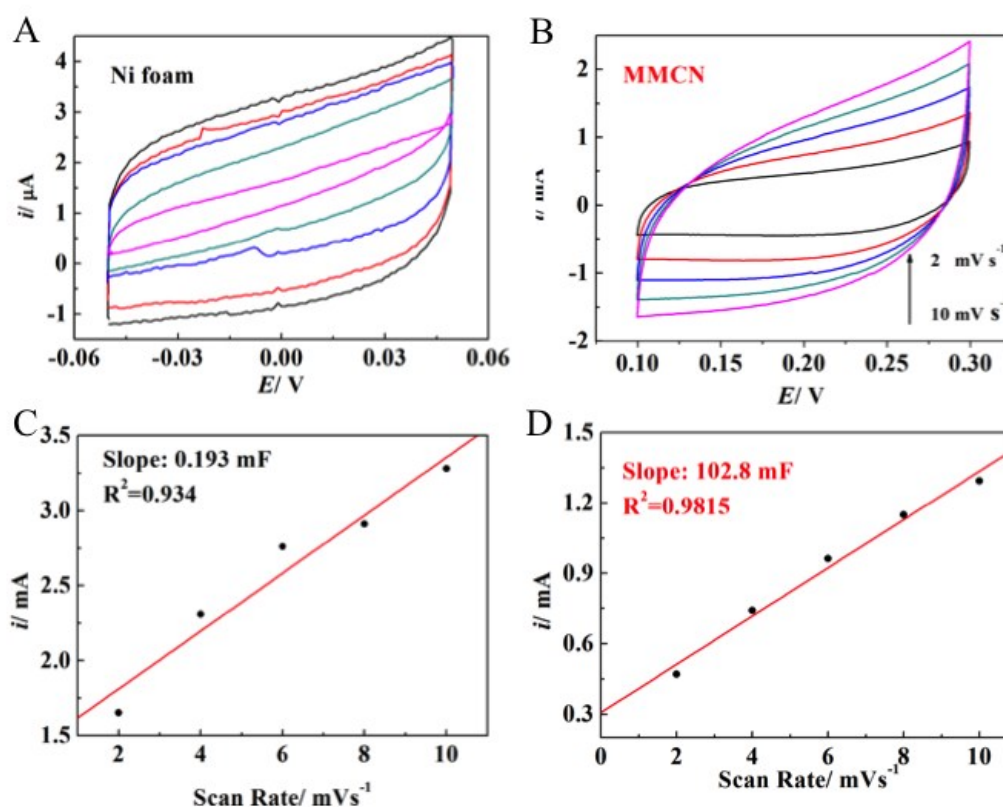 A
Ni foam
4
3
2
1
0
-1
i/ μA
-0.06
-0.03
0.00
0.03
0.06
E/ V
B
MMCN
2
1
0
-1
-2
mA
2 mV s-1
10 mV s-1
0.10
0.15
0.20
0.25
0.30
E/ V
C
Slope: 0.193 mF
R2=0.934
3.5
3.0
2.5
2.0
1.5
i/ mA
2
4
6
8
10
Scan Rate/ mVs-1
D
Slope: 102.8 mF
R2=0.9815
1.5
1.2
0.9
0.6
0.3
i/ mA
0
2
4
6
8
10
Scan Rate/ mVs-1